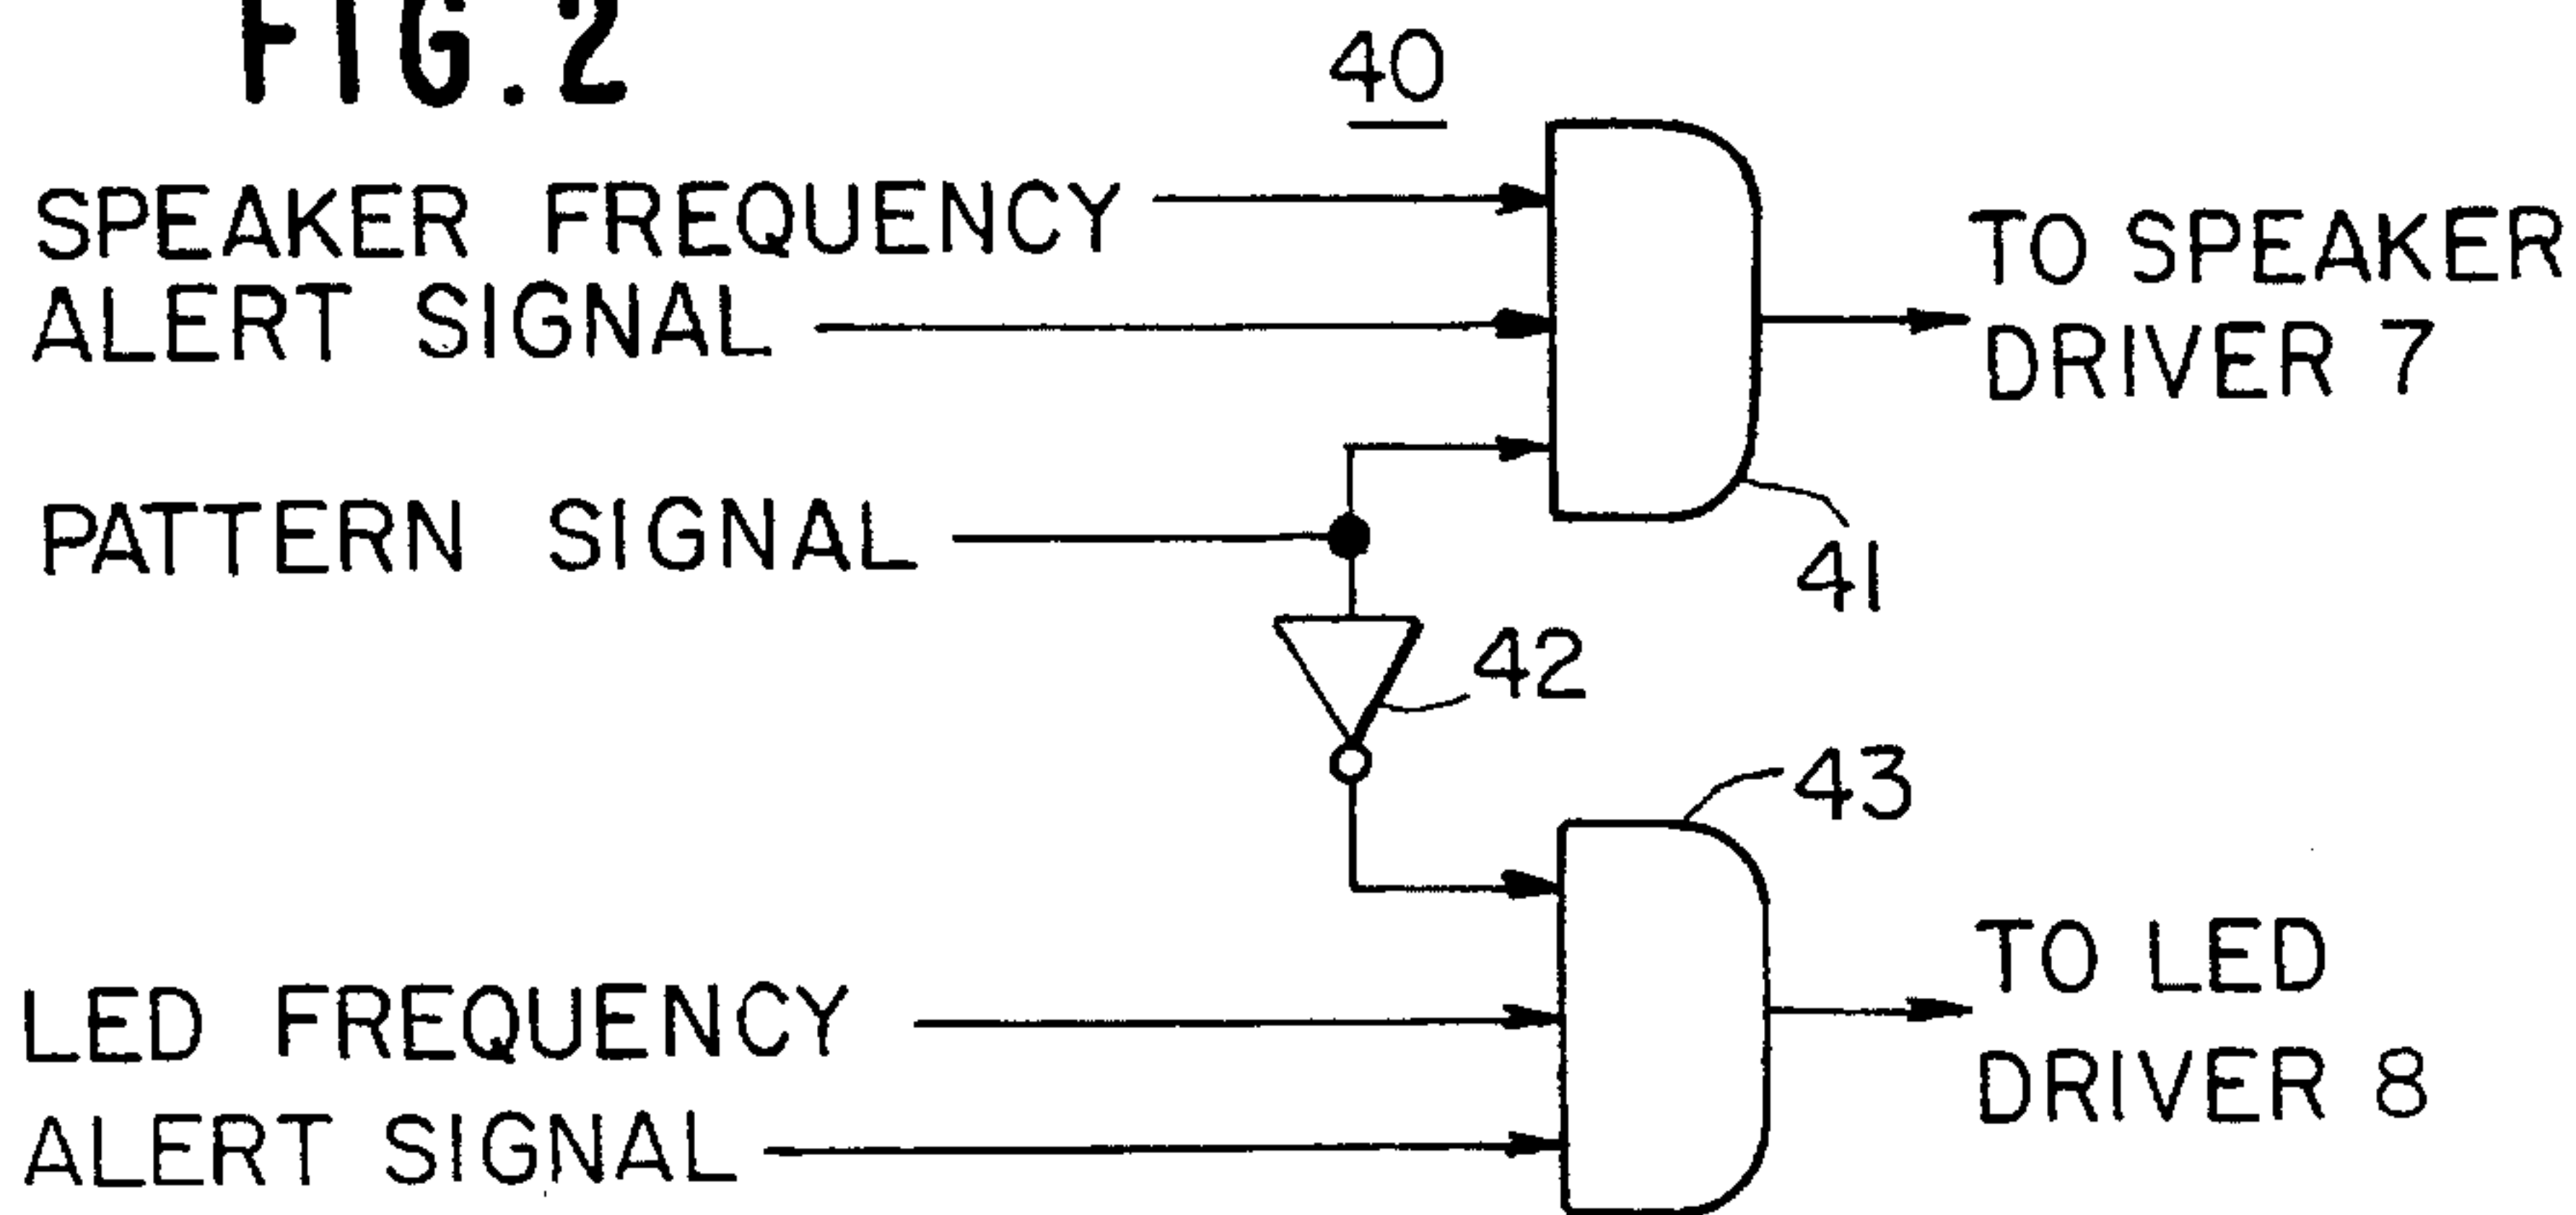 FIG.2
40
SPEAKER FREQUENCY
ALERT SIGNAL
TO SPEAKER
DRIVER 7
PATTERN SIGNAL
41
42
43
LED FREQUENCY
ALERT SIGNAL
TO LED
DRIVER 8